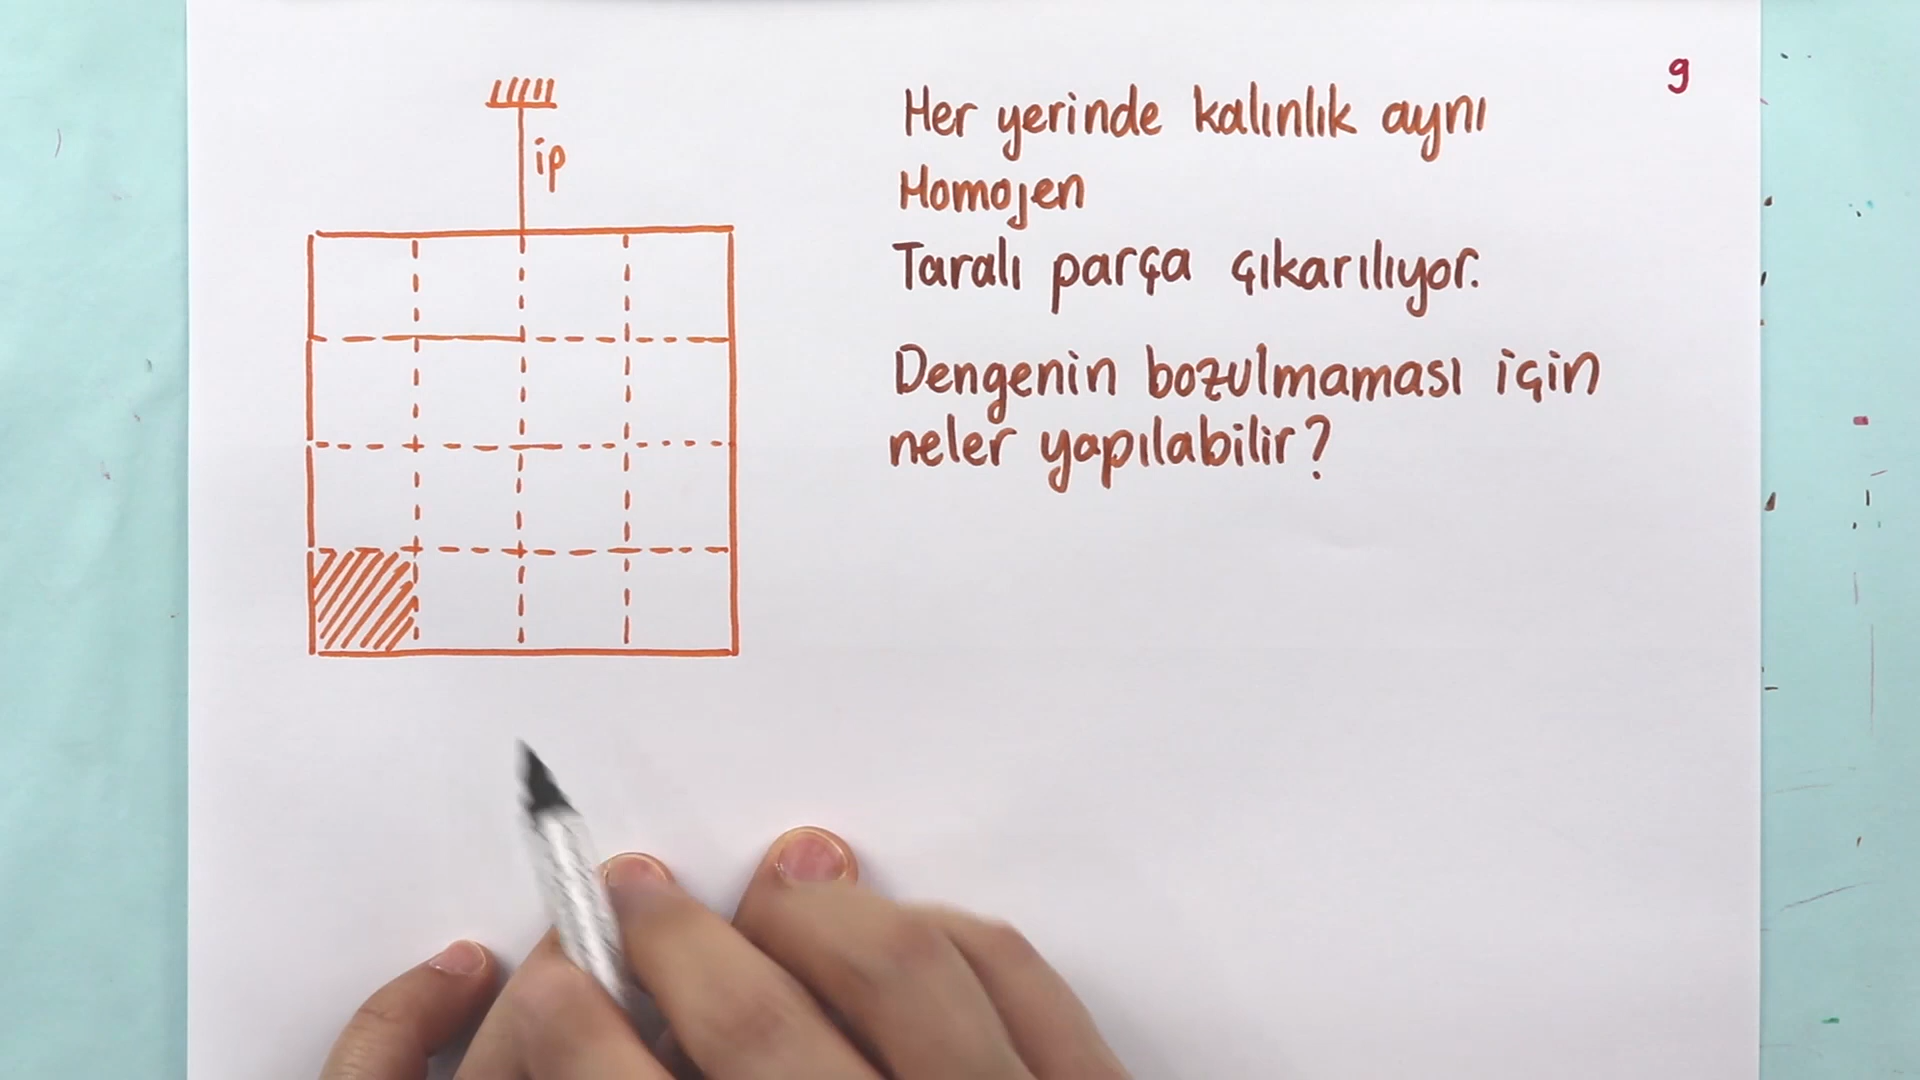 9
ip
Her yerinde kalınlık aynı
Homojen
Taralı parça çıkarılıyor.
Dengenin bozulmaması için
neler yapılabilir?